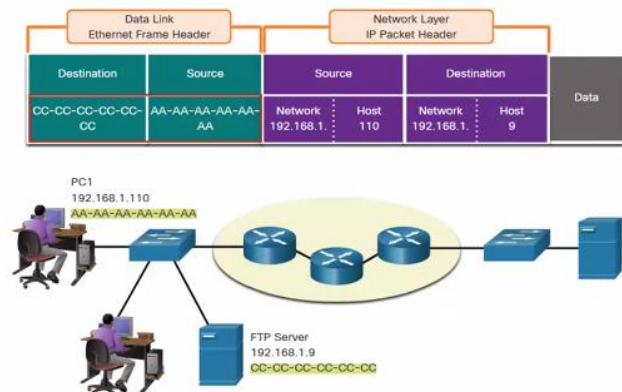 Data Link
Ethernet Frame Header
Network Layer
IP Packet Header
Destination
Source
Source
Destination
Data
CC-CC-CC-CC-CC-
CC
AA-AA-AA-AA-AA-
AA
Network
192.168.1.
Host
110
Network
192.168.1.
Host
9
PC1
192.168.1.110
AA-AA-AA-AA-AA-AA
FTP Server
192.168.1.9
CC-CC-CC-CC-CC-CC